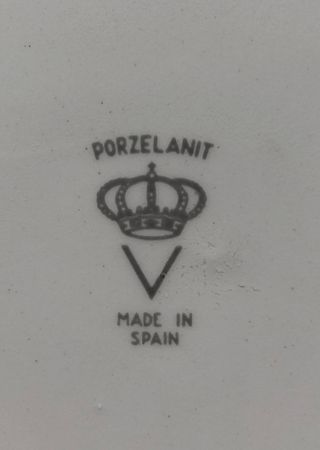 PORZELANIT
V
MADE IN
SPAIN